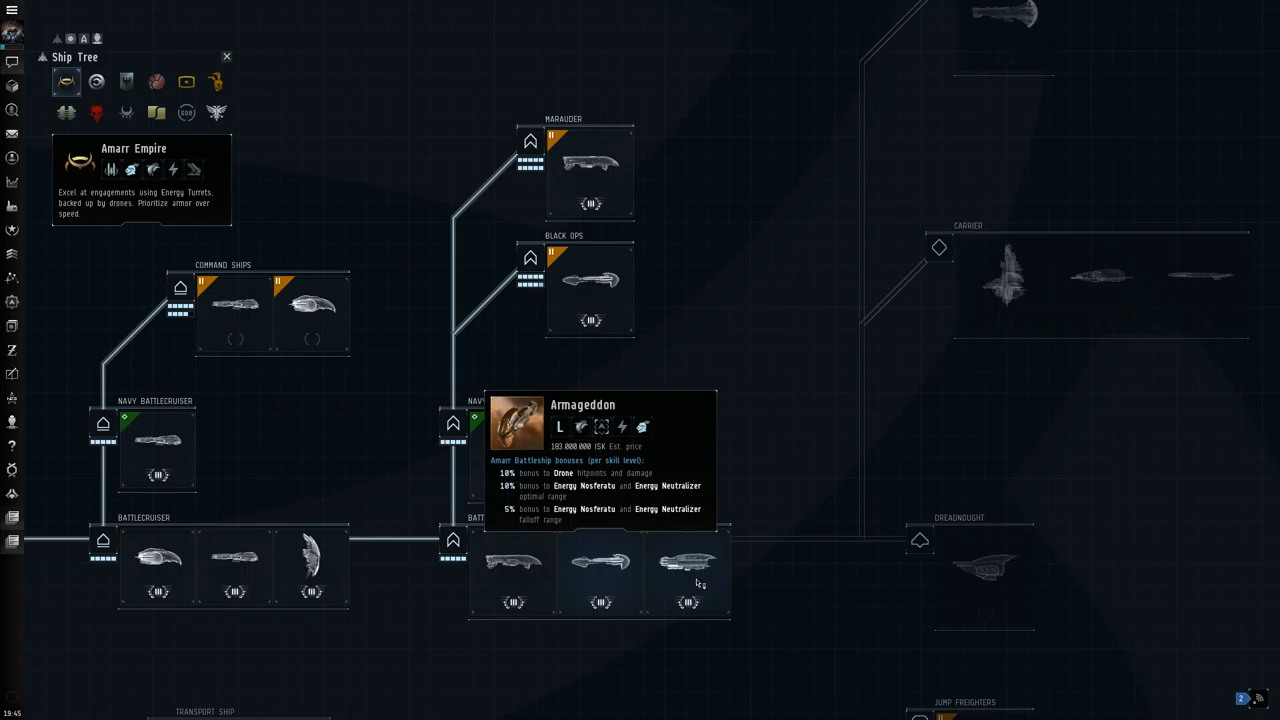 Ship Tree
Amarr Empire
Excel at engagements using Energy Turrets,
backed up by drones. Prioritize armor over
speed.
MARAUDER
BLACK OPS
CARRIER
COMMAND SHIPS
NAVY BATTLECRUISER
Armageddon
L
183.000.000 ISK Est. price
Amarr Battleship bonuses (per skill level):
10% bonus to Drone hitpoints and damage
10% bonus to Energy Nosferatu and Energy Neutralizer
optimal range
5% bonus to Energy Nosferatu and Energy Neutralizer
falloff range
BATTLECRUISER
DREADNOUGHT
TRANSPORT SHIP
JUMP FREIGHTERS
2
19:45